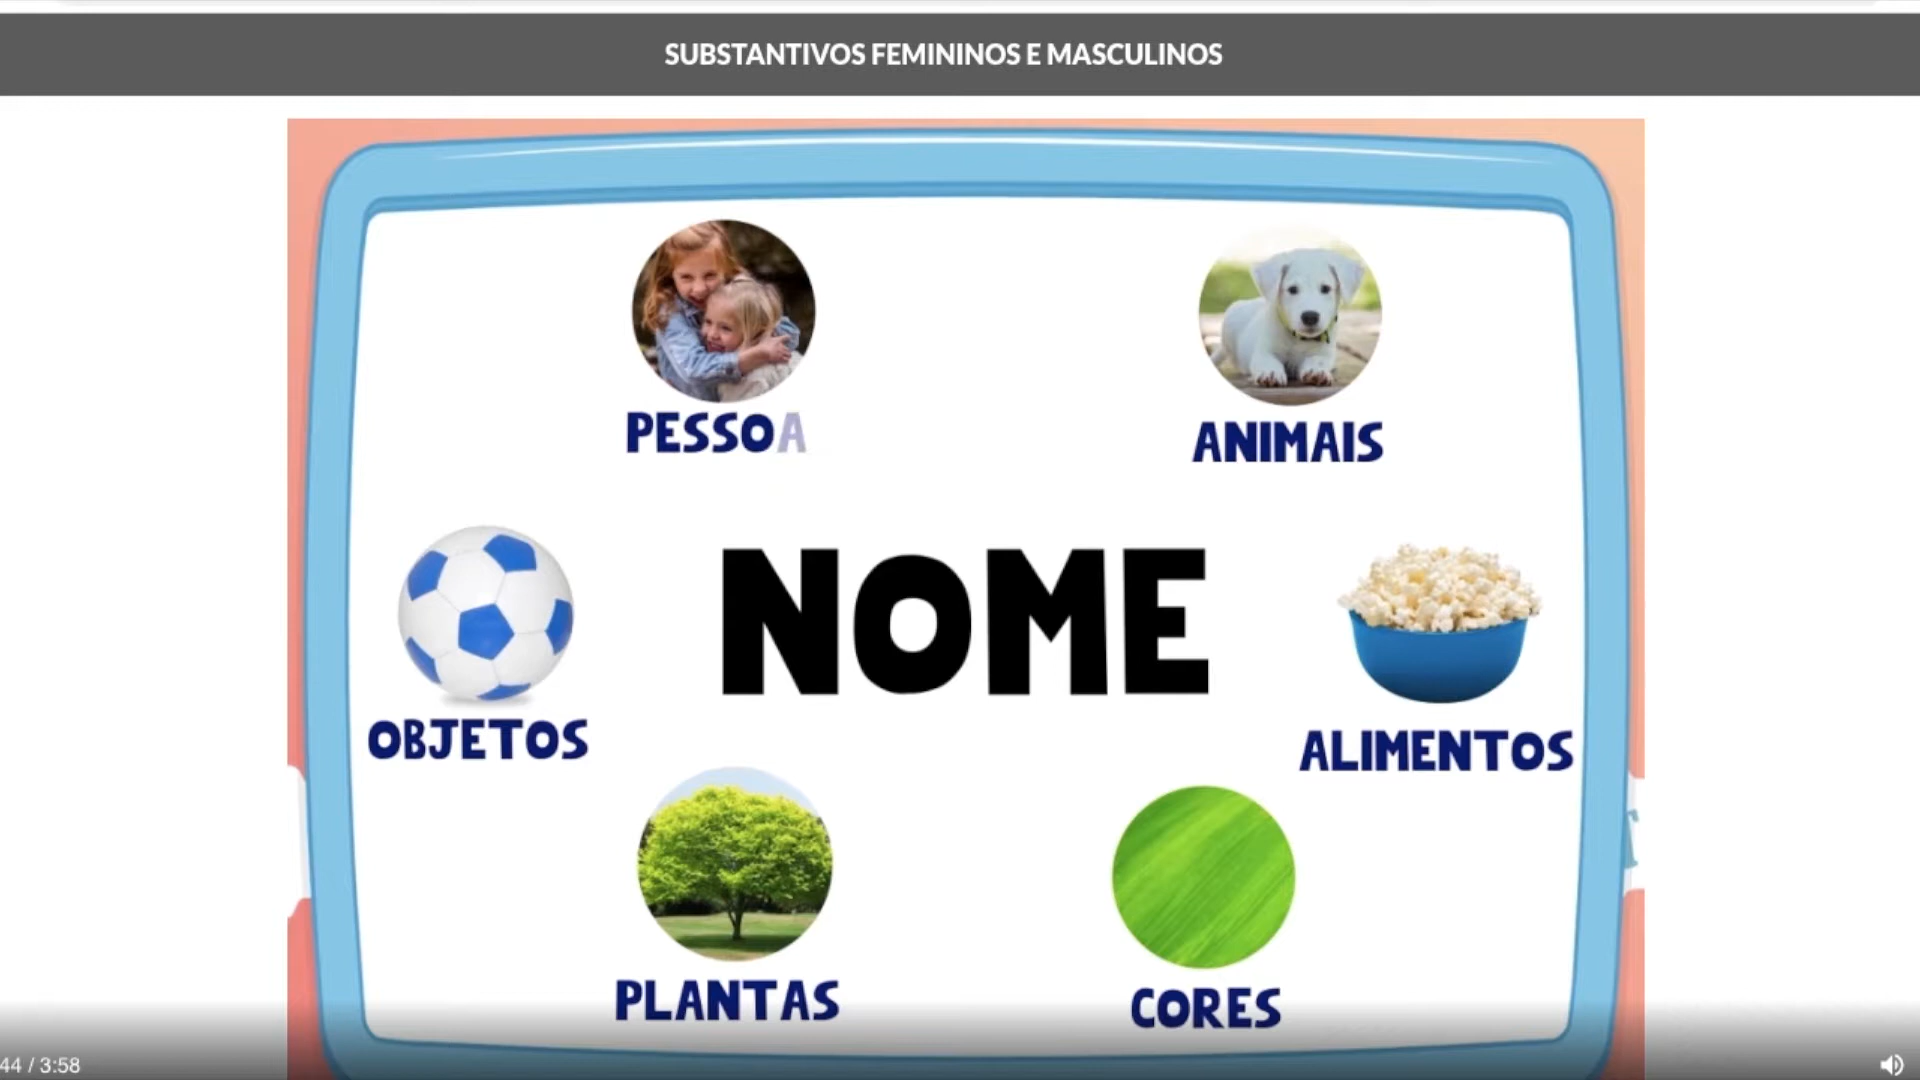 SUBSTANTIVOS FEMININOS E MASCULINOS
PESSOA
ANIMAIS
NOME
OBJETOS
ALIMENTOS
PLANTAS
CORES
44 / 3:58